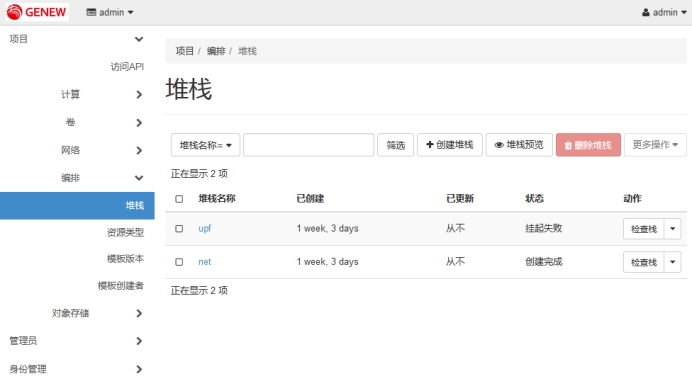 GENEW admin admin
项目
访问API
计算
卷
网络
编排
堆栈
资源类型
模板版本
模板创建者
对象存储
管理员
身份管理
项目 / 编排 / 堆栈
堆栈
堆栈名称= 筛选 创建堆栈 堆栈预览 删除堆栈 更多操作
正在显示 2 项
堆栈名称 已创建 已更新 状态 动作
upf 1 week, 3 days 从不 挂起失败 检查栈
net 1 week, 3 days 从不 创建完成 检查栈
正在显示 2 项